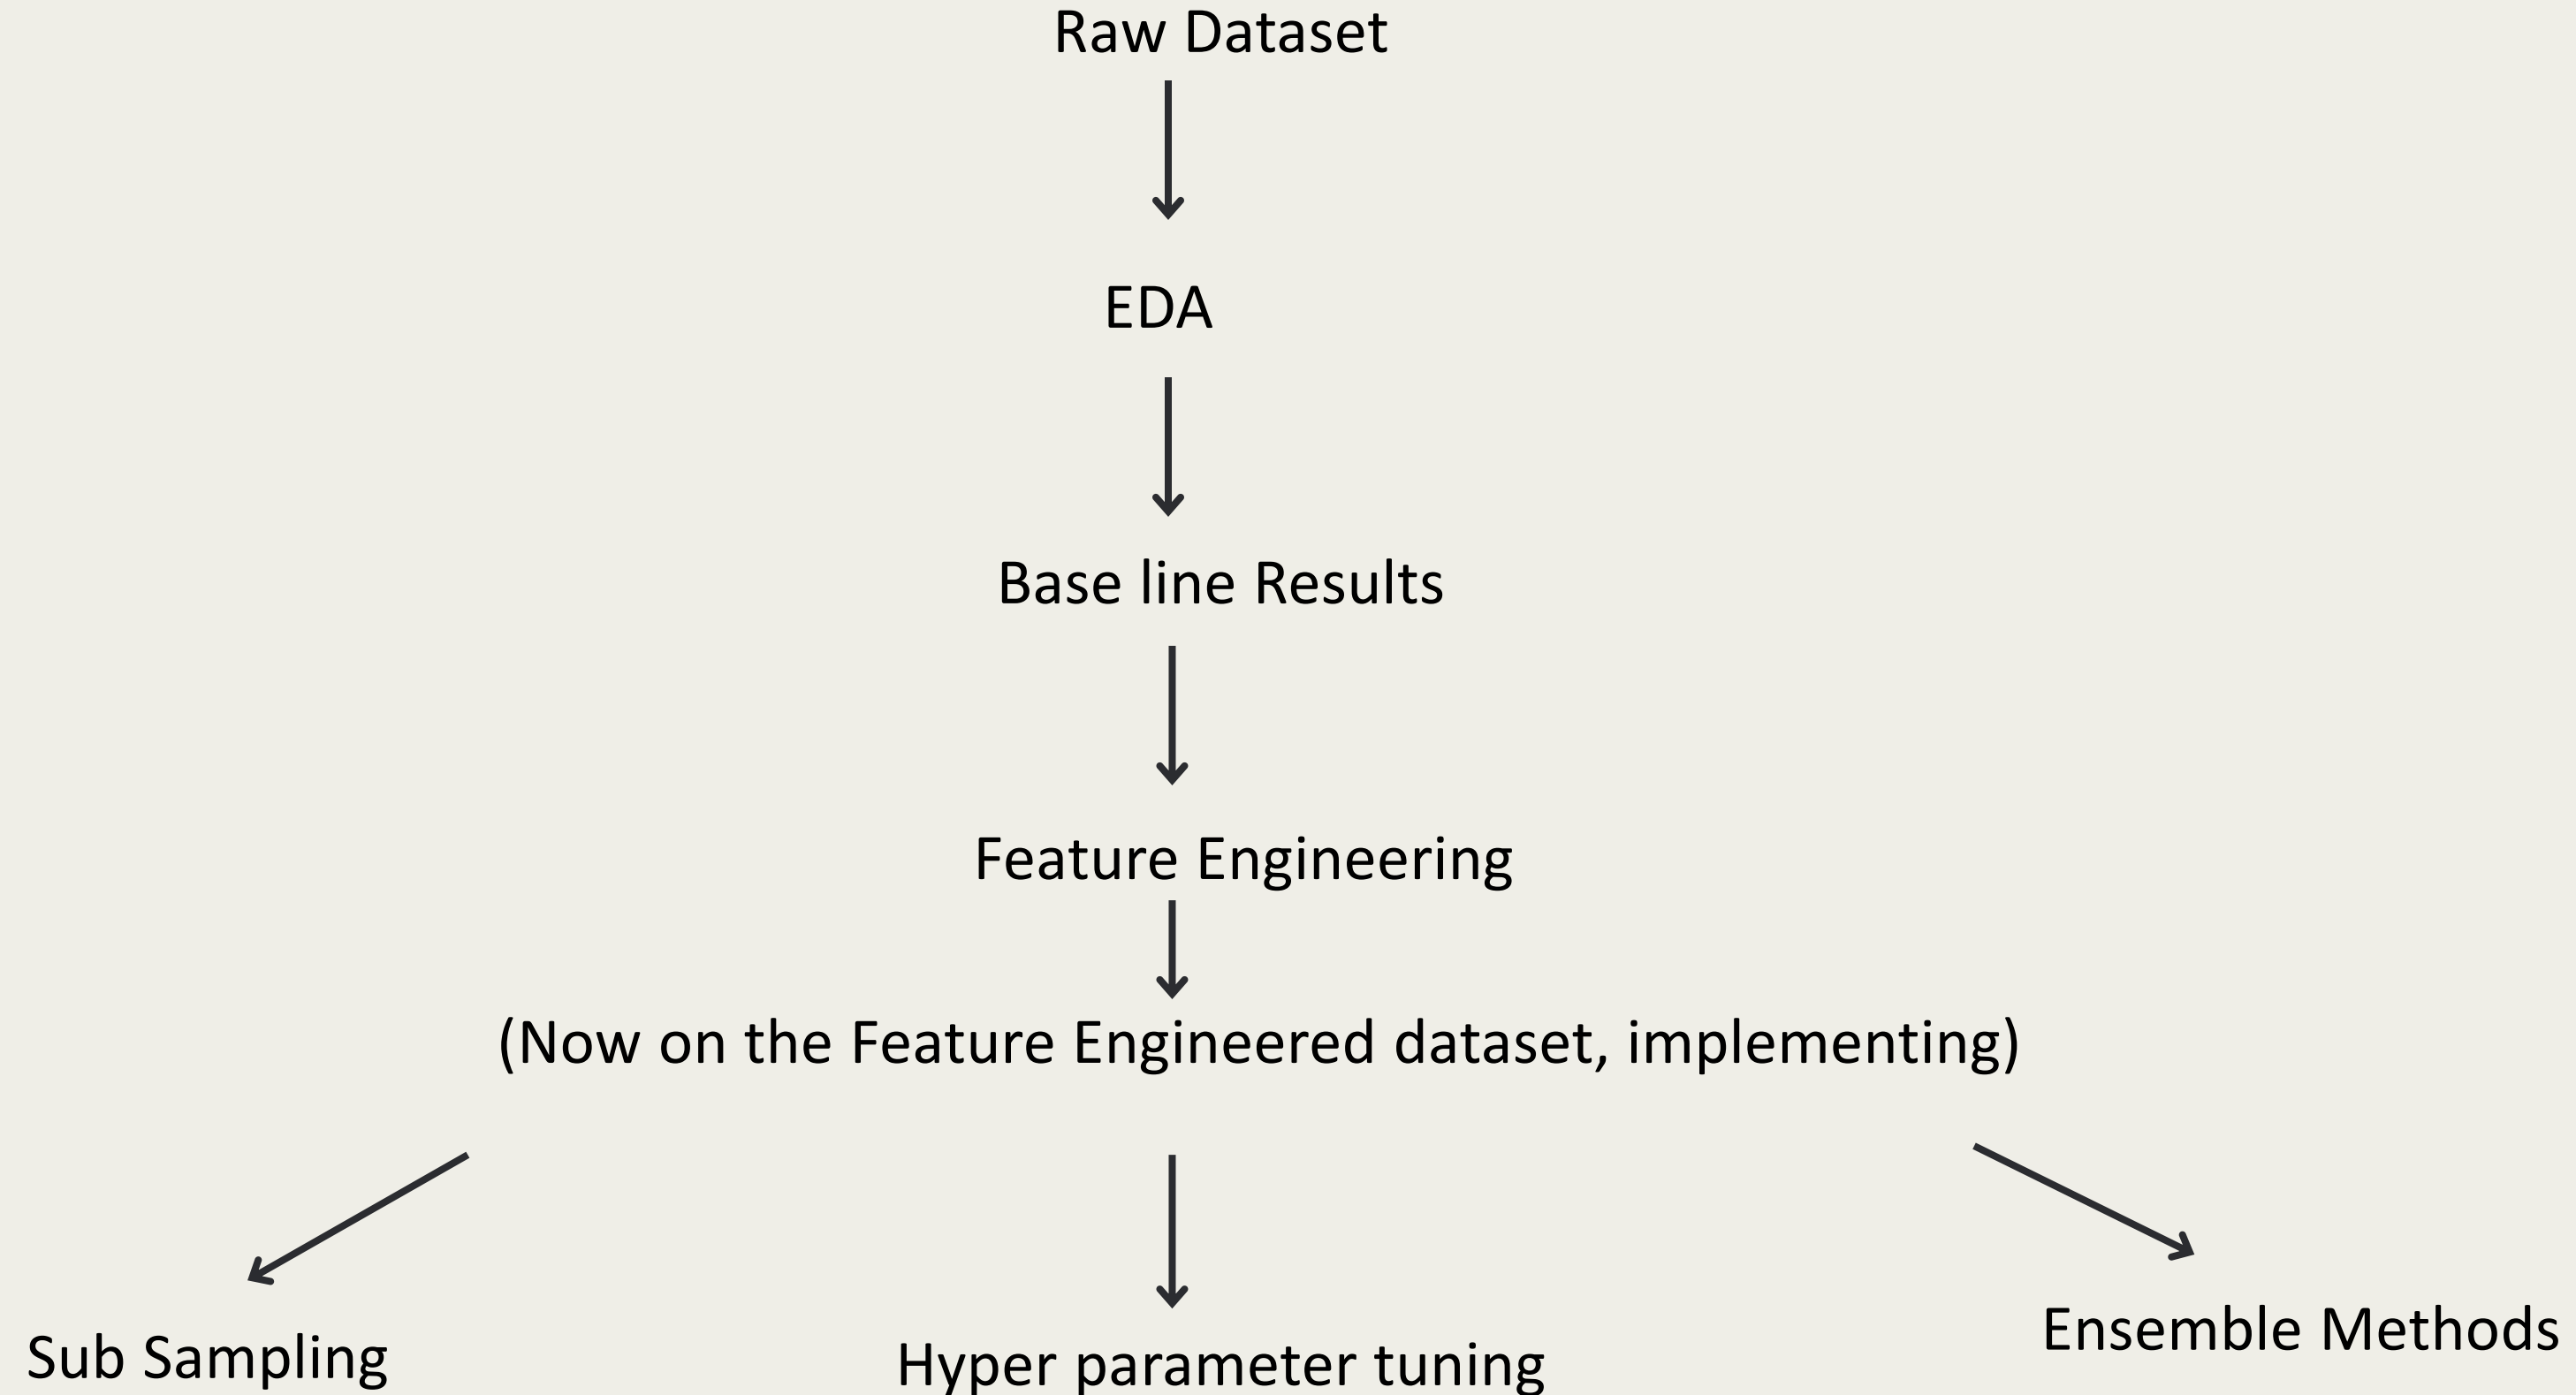 Raw Dataset
EDA
Base line Results
Feature Engineering
(Now on the Feature Engineered dataset, implementing)
Sub Sampling
Hyper parameter tuning
Ensemble Methods